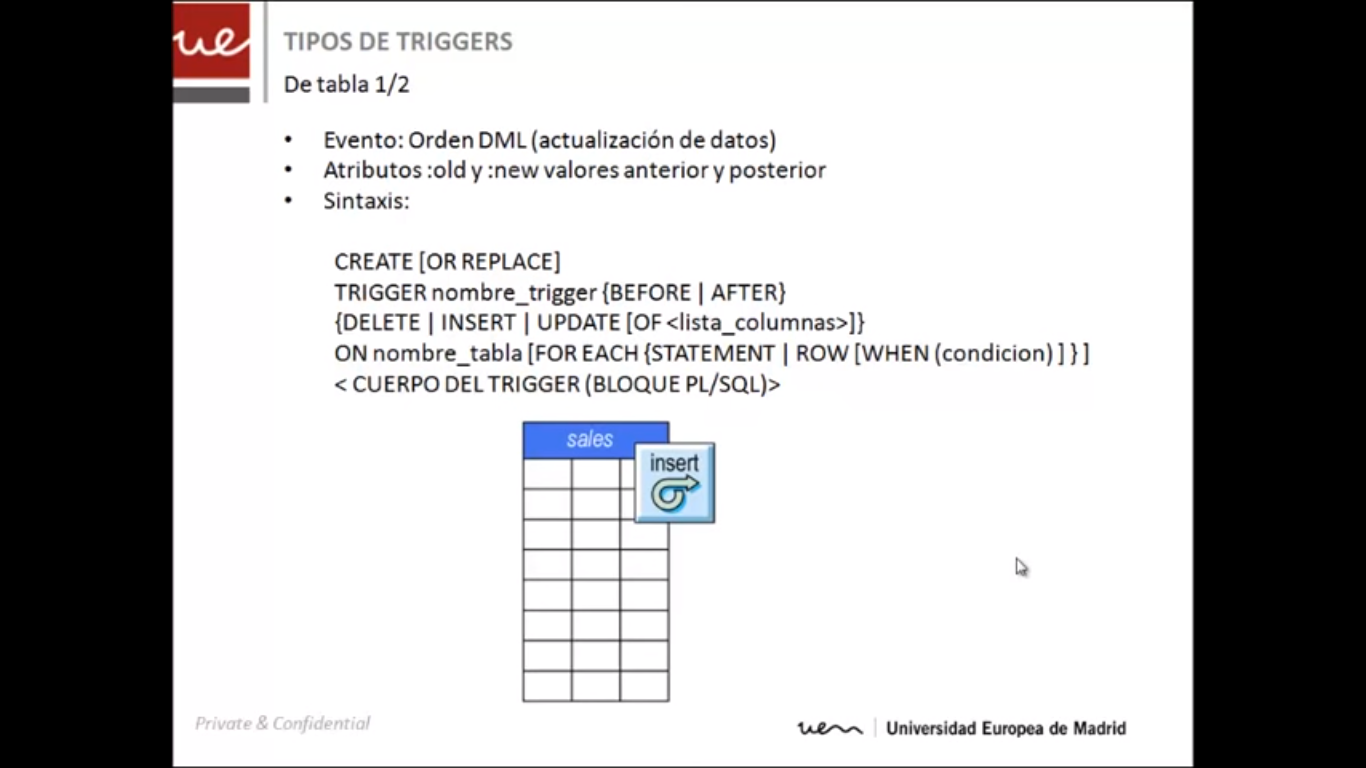 ue
TIPOS DE TRIGGERS
De tabla 1/2
• Evento: Orden DML (actualización de datos)
• Atributos :old y :new valores anterior y posterior
• Sintaxis:
CREATE [OR REPLACE]
TRIGGER nombre_trigger {BEFORE | AFTER}
{DELETE | INSERT | UPDATE [OF <lista_columnas>]}
ON nombre_tabla [FOR EACH {STATEMENT | ROW [WHEN (condicion) ] } ]
< CUERPO DEL TRIGGER (BLOQUE PL/SQL)>
sales
insert
Private & Confidential
uem Universidad Europea de Madrid